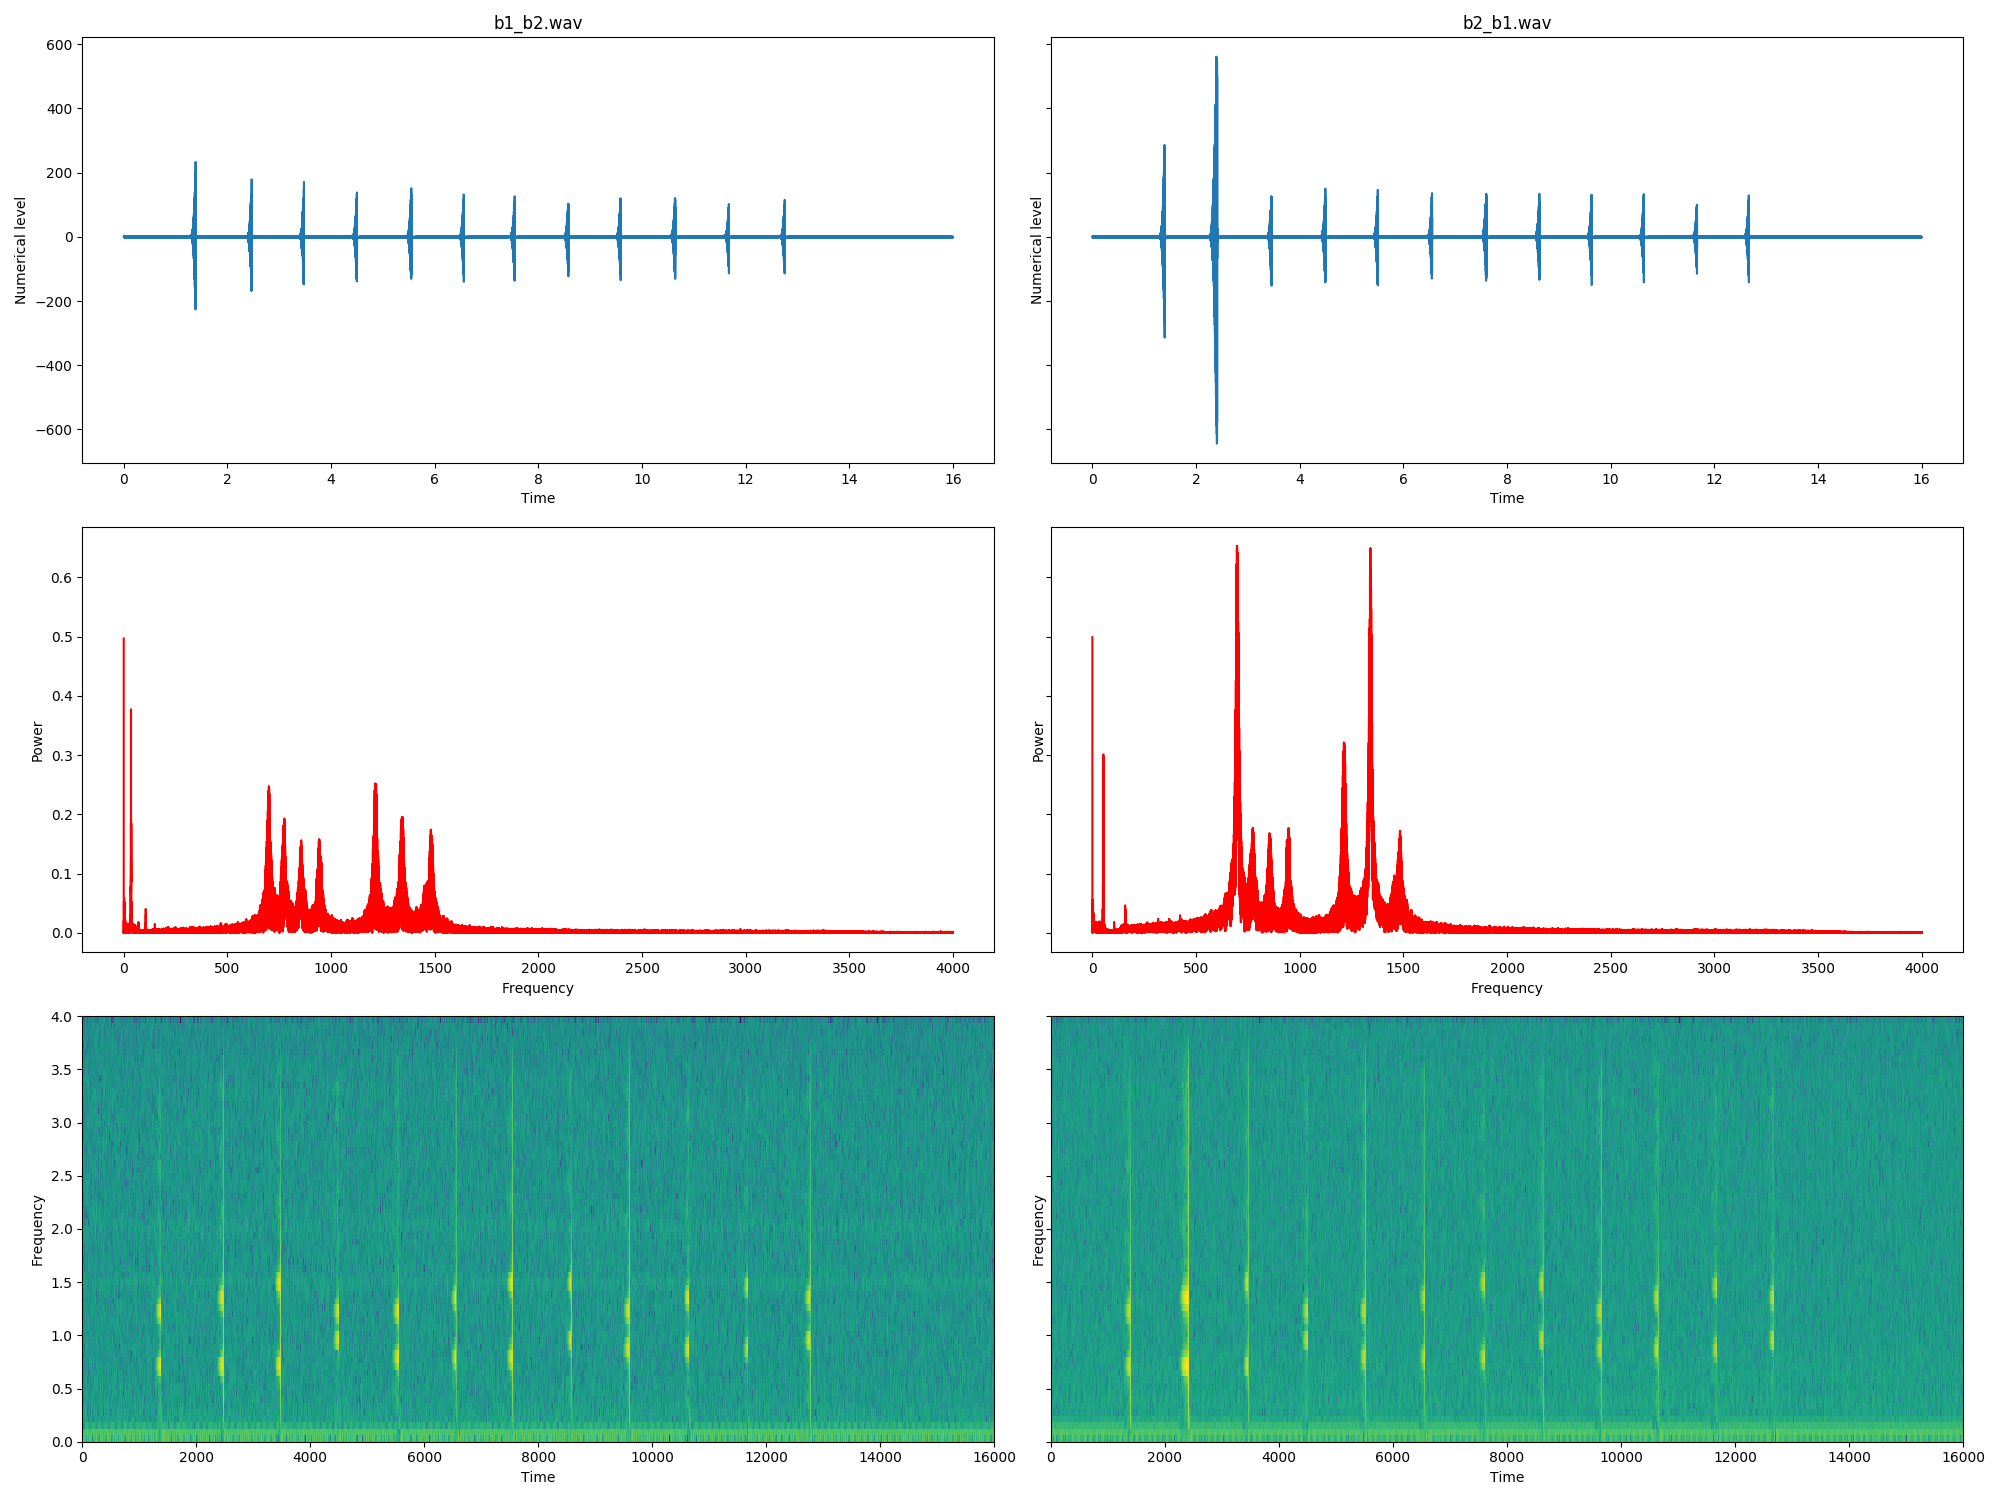 b1_b2.wav
b2_b1.wav
600
400
200
0
−200
−400
−600
Numerical level
Numerical level
0 2 4 6 8 10 12 14 16
Time
0 2 4 6 8 10 12 14 16
Time
0.6
0.5
0.4
0.3
0.2
0.1
0.0
Power
Power
0 500 1000 1500 2000 2500 3000 3500 4000
Frequency
0 500 1000 1500 2000 2500 3000 3500 4000
Frequency
4.0
3.5
3.0
2.5
2.0
1.5
1.0
0.5
0.0
Frequency
Frequency
0 2000 4000 6000 8000 10000 12000 14000 16000
Time
0 2000 4000 6000 8000 10000 12000 14000 16000
Time